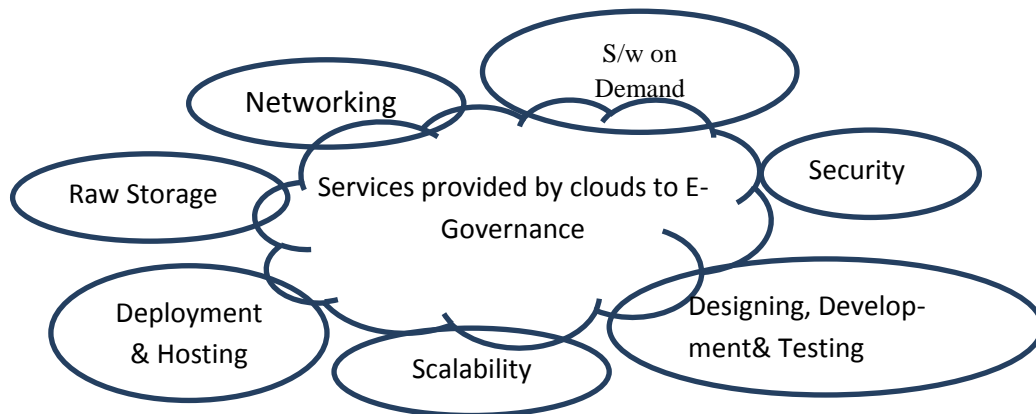 S/w on
Demand
Networking
Security
Raw Storage
Services provided by clouds to E-
Governance
Deployment
& Hosting
Designing, Develop-
ment& Testing
Scalability